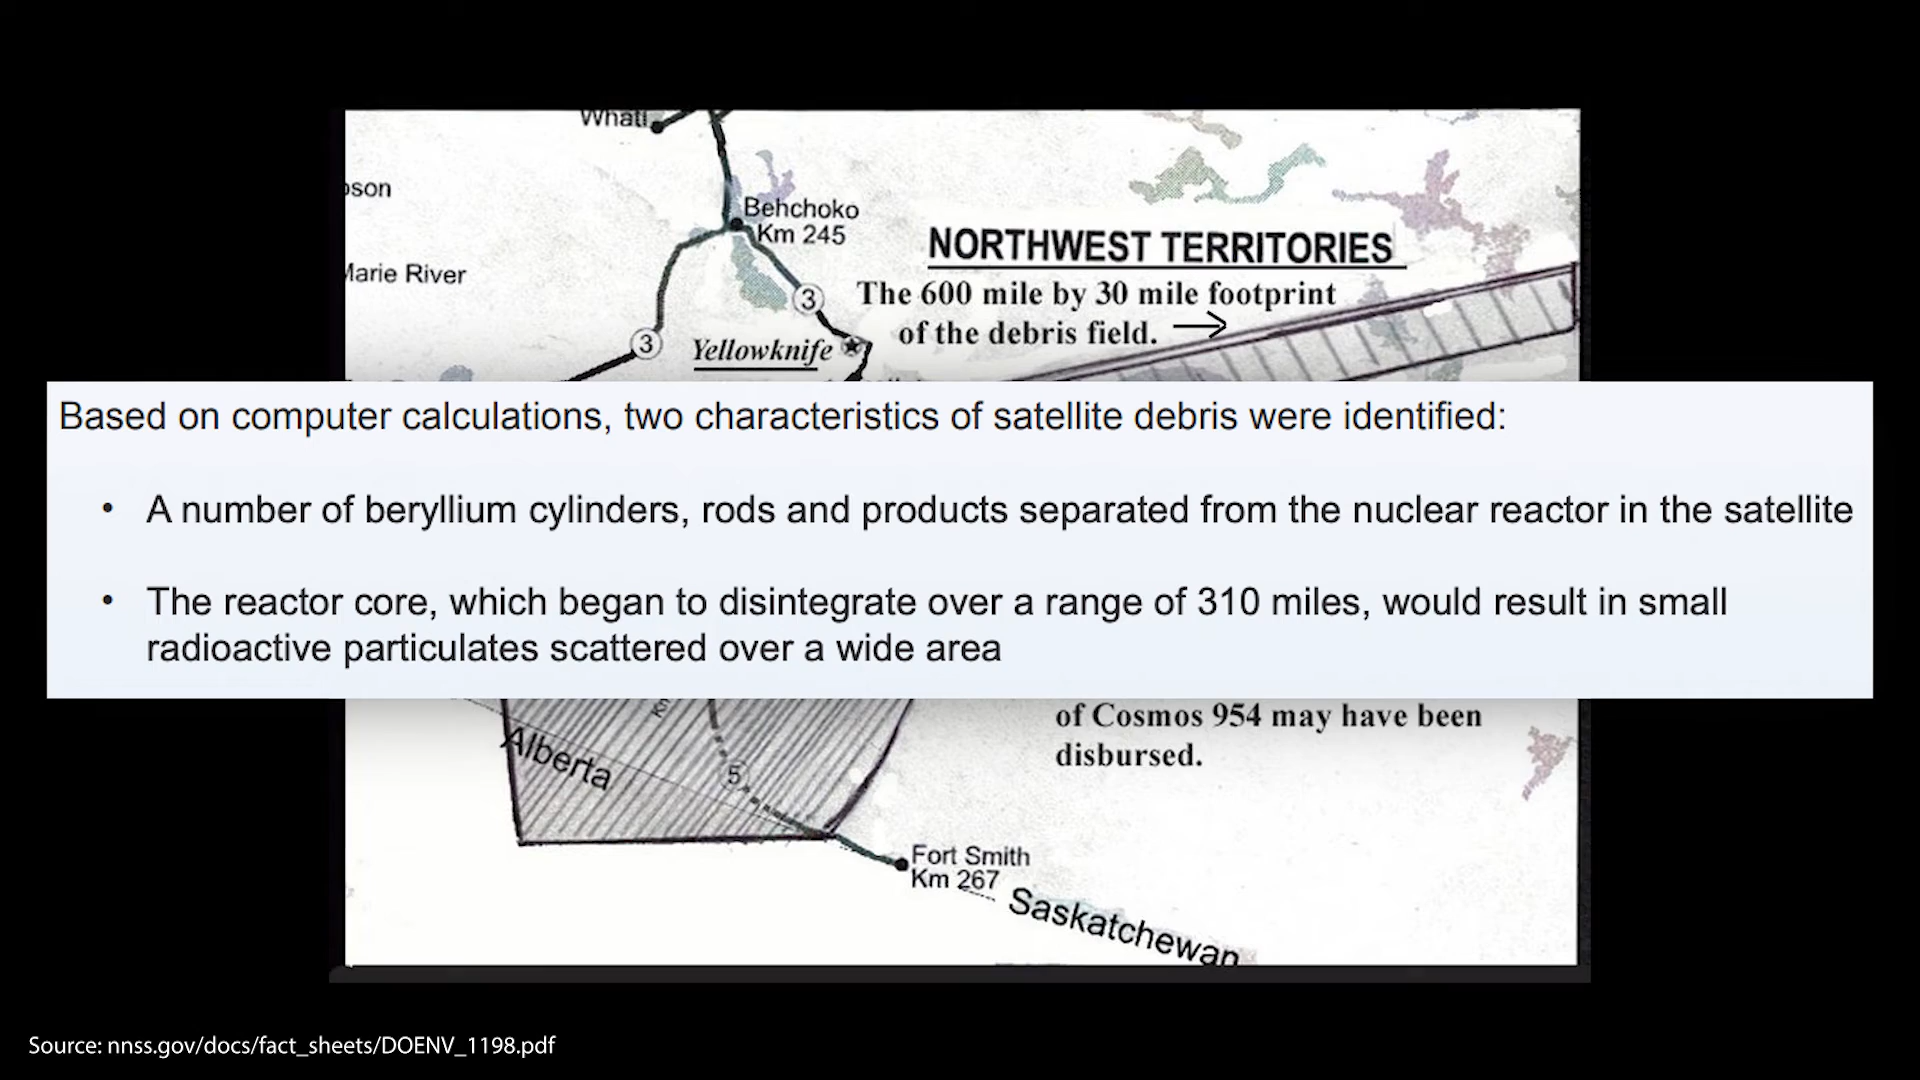 Whatì
oson
Behchoko
Km 245
Marie River
NORTHWEST TERRITORIES
The 600 mile by 30 mile footprint
of the debris field.
3
3
Yellowknife
Based on computer calculations, two characteristics of satellite debris were identified:
• A number of beryllium cylinders, rods and products separated from the nuclear reactor in the satellite
• The reactor core, which began to disintegrate over a range of 310 miles, would result in small
radioactive particulates scattered over a wide area
of Cosmos 954 may have been
disbursed.
Alberta
5
Fort Smith
Km 267
Saskatchewan
Source: nnss.gov/docs/fact_sheets/DOENV_1198.pdf